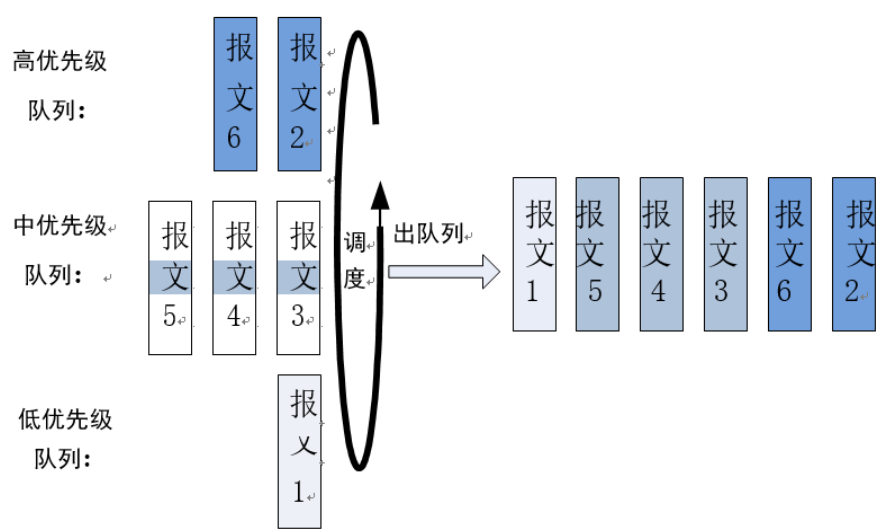 高优先级
队列：
报文6
报文2
中优先级
队列：
报文5
报文4
报文3
调度
出队列
报文1
报文5
报文4
报文3
报文6
报文2
低优先级
队列：
报文1